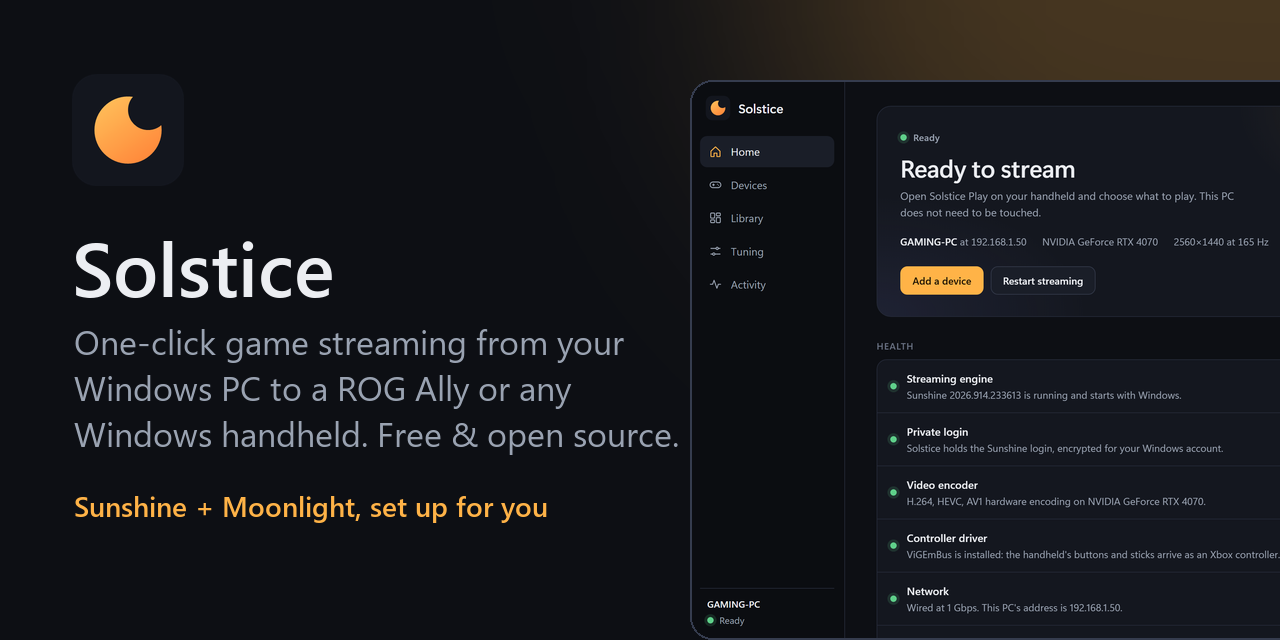 Solstice
One-click game streaming from your
Windows PC to a ROG Ally or any
Windows handheld. Free & open source.
Sunshine + Moonlight, set up for you
Solstice
Home
Devices
Library
Tuning
Activity
GAMING-PC
Ready
Ready
Ready to stream
Open Solstice Play on your handheld and choose what to play. This PC
does not need to be touched.
GAMING-PC at 192.168.1.50 NVIDIA GeForce RTX 4070 2560×1440 at 165 Hz
Add a device Restart streaming
HEALTH
Streaming engine
Sunshine 2026.914.233613 is running and starts with Windows.
Private login
Solstice holds the Sunshine login, encrypted for your Windows account.
Video encoder
H.264, HEVC, AV1 hardware encoding on NVIDIA GeForce RTX 4070.
Controller driver
ViGEmBus is installed: the handheld's buttons and sticks arrive as an Xbox controller.
Network
Wired at 1 Gbps. This PC's address is 192.168.1.50.